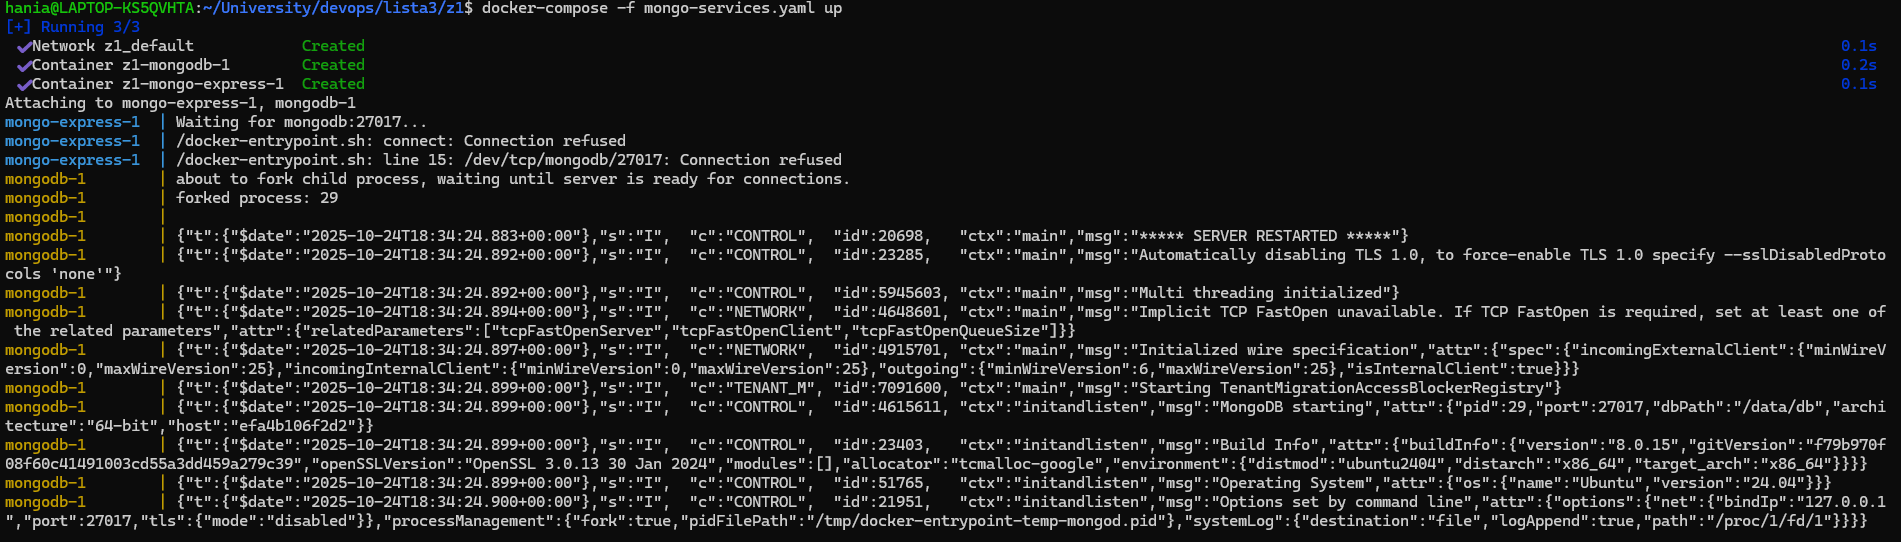 hania@LAPTOP-KS5QVHTA:~/University/devops/lista3/z1$ docker-compose -f mongo-services.yaml up
[+] Running 3/3
✔Network z1_default            Created                                                                 0.1s
✔Container z1-mongodb-1        Created                                                                 0.2s
✔Container z1-mongo-express-1  Created                                                                 0.1s
Attaching to mongo-express-1, mongodb-1
mongo-express-1  | Waiting for mongodb:27017...
mongo-express-1  | /docker-entrypoint.sh: connect: Connection refused
mongo-express-1  | /docker-entrypoint.sh: line 15: /dev/tcp/mongodb/27017: Connection refused
mongodb-1        | about to fork child process, waiting until server is ready for connections.
mongodb-1        | forked process: 29
mongodb-1        |
mongodb-1        | {"t":{"$date":"2025-10-24T18:34:24.883+00:00"},"s":"I",  "c":"CONTROL",  "id":20698,   "ctx":"main","msg":"***** SERVER RESTARTED *****"}
mongodb-1        | {"t":{"$date":"2025-10-24T18:34:24.892+00:00"},"s":"I",  "c":"CONTROL",  "id":23285,   "ctx":"main","msg":"Automatically disabling TLS 1.0, to force-enable TLS 1.0 specify --sslDisabledProto
cols 'none'"}
mongodb-1        | {"t":{"$date":"2025-10-24T18:34:24.892+00:00"},"s":"I",  "c":"CONTROL",  "id":5945603, "ctx":"main","msg":"Multi threading initialized"}
mongodb-1        | {"t":{"$date":"2025-10-24T18:34:24.894+00:00"},"s":"I",  "c":"NETWORK",  "id":4648601, "ctx":"main","msg":"Implicit TCP FastOpen unavailable. If TCP FastOpen is required, set at least one of
 the related parameters","attr":{"relatedParameters":["tcpFastOpenServer","tcpFastOpenClient","tcpFastOpenQueueSize"]}}
mongodb-1        | {"t":{"$date":"2025-10-24T18:34:24.897+00:00"},"s":"I",  "c":"NETWORK",  "id":4915701, "ctx":"main","msg":"Initialized wire specification","attr":{"spec":{"incomingExternalClient":{"minWireV
ersion":0,"maxWireVersion":25},"incomingInternalClient":{"minWireVersion":0,"maxWireVersion":25},"outgoing":{"minWireVersion":6,"maxWireVersion":25},"isInternalClient":true}}}
mongodb-1        | {"t":{"$date":"2025-10-24T18:34:24.899+00:00"},"s":"I",  "c":"TENANT_M", "id":7091600, "ctx":"main","msg":"Starting TenantMigrationAccessBlockerRegistry"}
mongodb-1        | {"t":{"$date":"2025-10-24T18:34:24.899+00:00"},"s":"I",  "c":"CONTROL",  "id":4615611, "ctx":"initandlisten","msg":"MongoDB starting","attr":{"pid":29,"port":27017,"dbPath":"/data/db","archi
tecture":"64-bit","host":"efa4b106f2d2"}}
mongodb-1        | {"t":{"$date":"2025-10-24T18:34:24.899+00:00"},"s":"I",  "c":"CONTROL",  "id":23403,   "ctx":"initandlisten","msg":"Build Info","attr":{"buildInfo":{"version":"8.0.15","gitVersion":"f79b970f
08f60c41491003cd55a3dd459a279c39","openSSLVersion":"OpenSSL 3.0.13 30 Jan 2024","modules":[],"allocator":"tcmalloc-google","environment":{"distmod":"ubuntu2404","distarch":"x86_64","target_arch":"x86_64"}}}}
mongodb-1        | {"t":{"$date":"2025-10-24T18:34:24.899+00:00"},"s":"I",  "c":"CONTROL",  "id":51765,   "ctx":"initandlisten","msg":"Operating System","attr":{"os":{"name":"Ubuntu","version":"24.04"}}}
mongodb-1        | {"t":{"$date":"2025-10-24T18:34:24.900+00:00"},"s":"I",  "c":"CONTROL",  "id":21951,   "ctx":"initandlisten","msg":"Options set by command line","attr":{"options":{"net":{"bindIp":"127.0.0.1
","port":27017,"tls":{"mode":"disabled"}},"processManagement":{"fork":true,"pidFilePath":"/tmp/docker-entrypoint-temp-mongod.pid"},"systemLog":{"destination":"file","logAppend":true,"path":"/proc/1/fd/1"}}}}